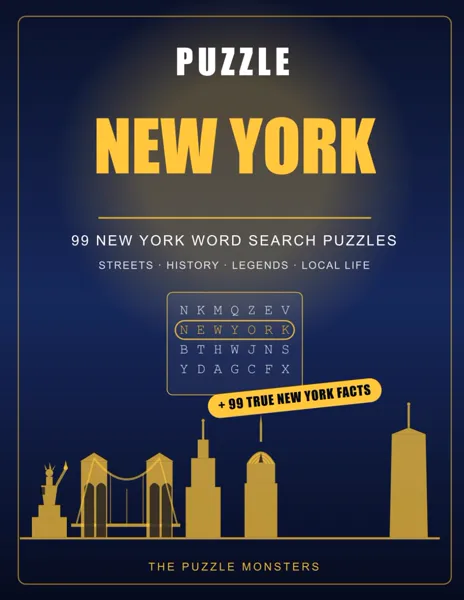 PUZZLE
NEW YORK
99 NEW YORK WORD SEARCH PUZZLES
STREETS · HISTORY · LEGENDS · LOCAL LIFE
N K M Q Z E V
N E W Y O R K
B T H W J N S
Y D A G C F X
+ 99 TRUE NEW YORK FACTS
THE PUZZLE MONSTERS